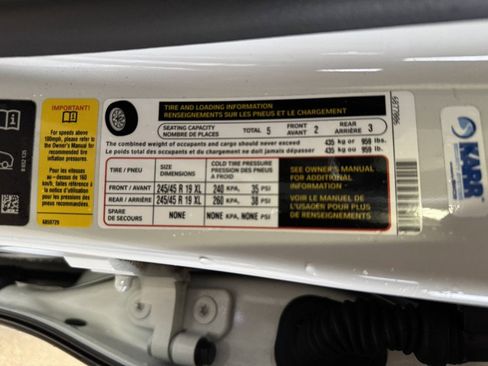 IMPORTANT!
For speeds above
100mph, please refer to
the Owner's Manual for
recommended tire
inflation pressures
Pour les vitesses
au - dessus de 160
km/h, faites référence
à la notice d'emploi
pour les pressions de
pneus recommandées
6859729
TIRE AND LOADING INFORMATION
RENSEIGNEMENTS SUR LES PNEUS ET LE CHARGEMENT
SEATING CAPACITY
NOMBRE DE PLACES
TOTAL 5
FRONT
AVANT 2
REAR
ARRIÈRE 3
The combined weight of occupants and cargo should never exceed 435 kg or 959 lbs.
Le poids total des occupants et du chargement ne doit jamais dépasser 435 kg ou 959 lb.
TIRE / PNEU
SIZE
DIMENSIONS
COLD TIRE PRESSURE
PRESSION DES PNEUS
À FROID
FRONT / AVANT 245/45 R 19 XL 240 KPA, 35 PSI
REAR / ARRIÈRE 245/45 R 19 XL 260 KPA, 38 PSI
SPARE
DE SECOURS
NONE NONE KPA, NONE PSI
SEE OWNER'S MANUAL
FOR ADDITIONAL
INFORMATION
VOIR LE MANUEL DE
L'USAGER POUR PLUS
DE RENSEIGNEMENTS
KARR